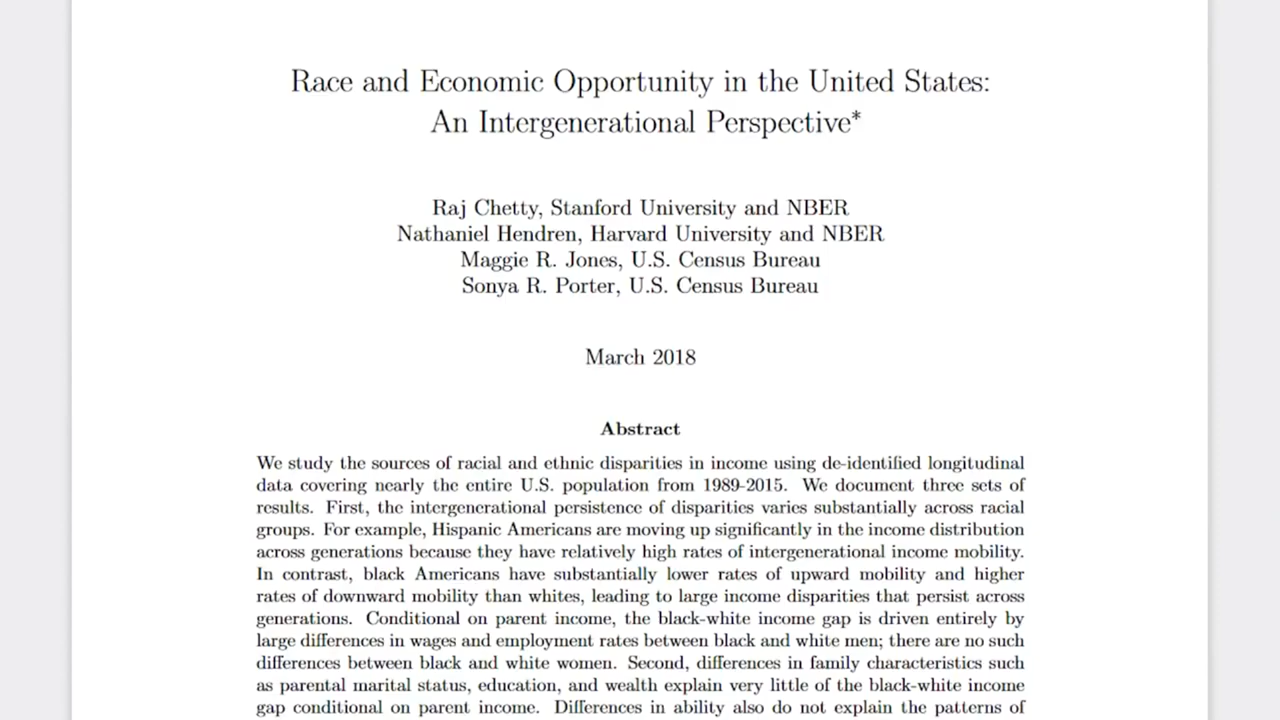 Race and Economic Opportunity in the United States:
An Intergenerational Perspective*
Raj Chetty, Stanford University and NBER
Nathaniel Hendren, Harvard University and NBER
Maggie R. Jones, U.S. Census Bureau
Sonya R. Porter, U.S. Census Bureau
March 2018
Abstract
We study the sources of racial and ethnic disparities in income using de-identified longitudinal
data covering nearly the entire U.S. population from 1989-2015. We document three sets of
results. First, the intergenerational persistence of disparities varies substantially across racial
groups. For example, Hispanic Americans are moving up significantly in the income distribution
across generations because they have relatively high rates of intergenerational income mobility.
In contrast, black Americans have substantially lower rates of upward mobility and higher
rates of downward mobility than whites, leading to large income disparities that persist across
generations. Conditional on parent income, the black-white income gap is driven entirely by
large differences in wages and employment rates between black and white men; there are no such
differences between black and white women. Second, differences in family characteristics such
as parental marital status, education, and wealth explain very little of the black-white income
gap conditional on parent income. Differences in ability also do not explain the patterns of